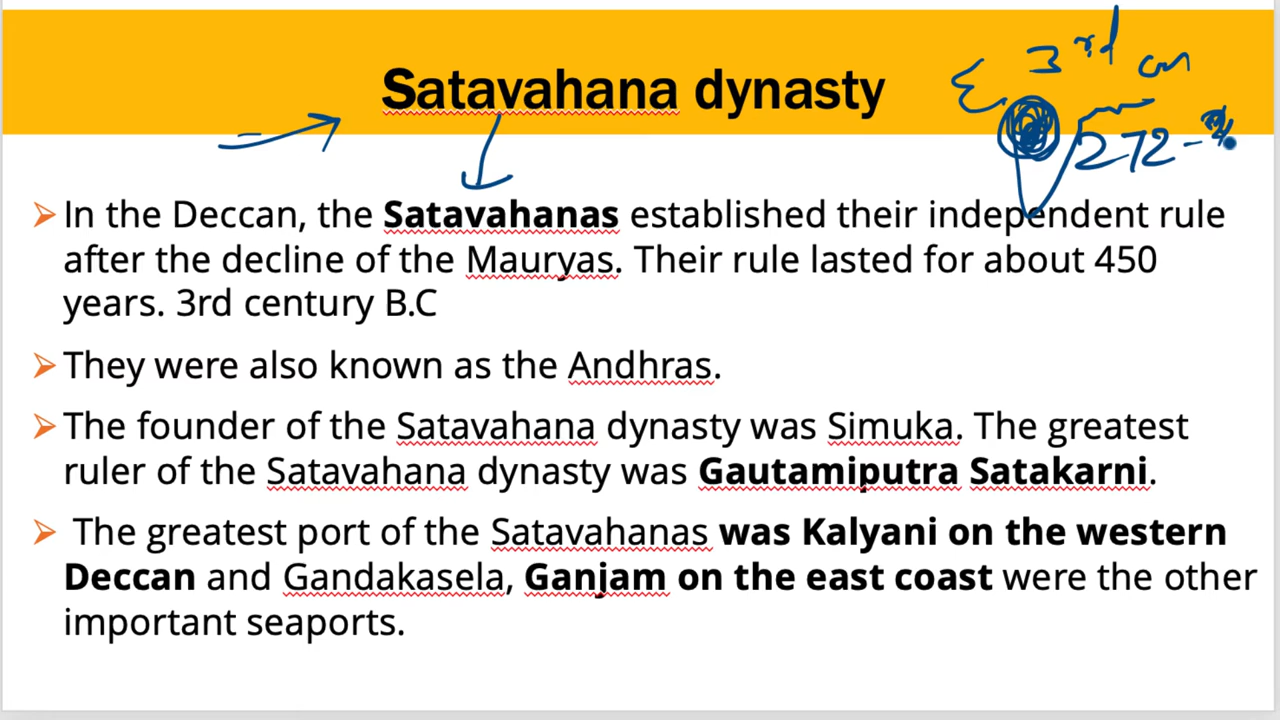 Satavahana dynasty
3rd
272-
➢ In the Deccan, the Satavahanas established their independent rule
after the decline of the Mauryas. Their rule lasted for about 450
years. 3rd century B.C
➢ They were also known as the Andhras.
➢ The founder of the Satavahana dynasty was Simuka. The greatest
ruler of the Satavahana dynasty was Gautamiputra Satakarni.
➢ The greatest port of the Satavahanas was Kalyani on the western
Deccan and Gandakasela, Ganjam on the east coast were the other
important seaports.